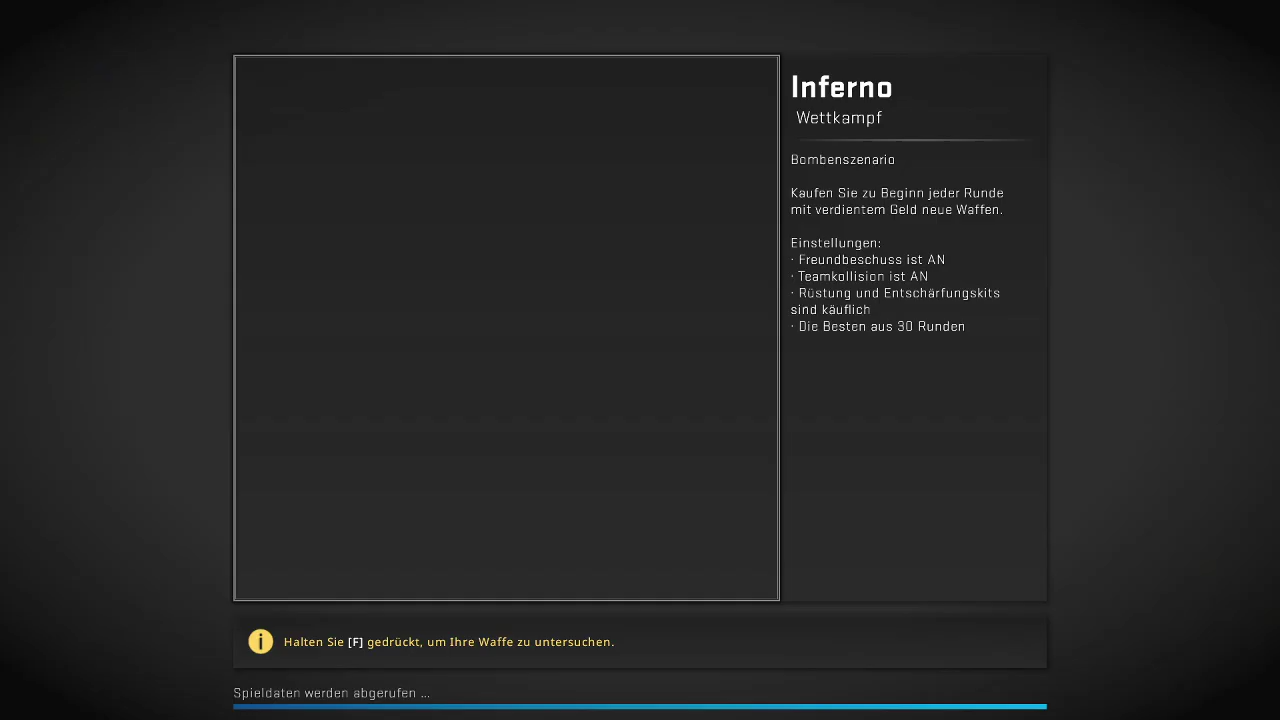 Inferno
Wettkampf
Bombenszenario
Kaufen Sie zu Beginn jeder Runde
mit verdientem Geld neue Waffen.
Einstellungen:
· Freundbeschuss ist AN
· Teamkollision ist AN
· Rüstung und Entschärfungskits
sind käuflich
· Die Besten aus 30 Runden
Halten Sie [F] gedrückt, um Ihre Waffe zu untersuchen.
Spieldaten werden abgerufen ...